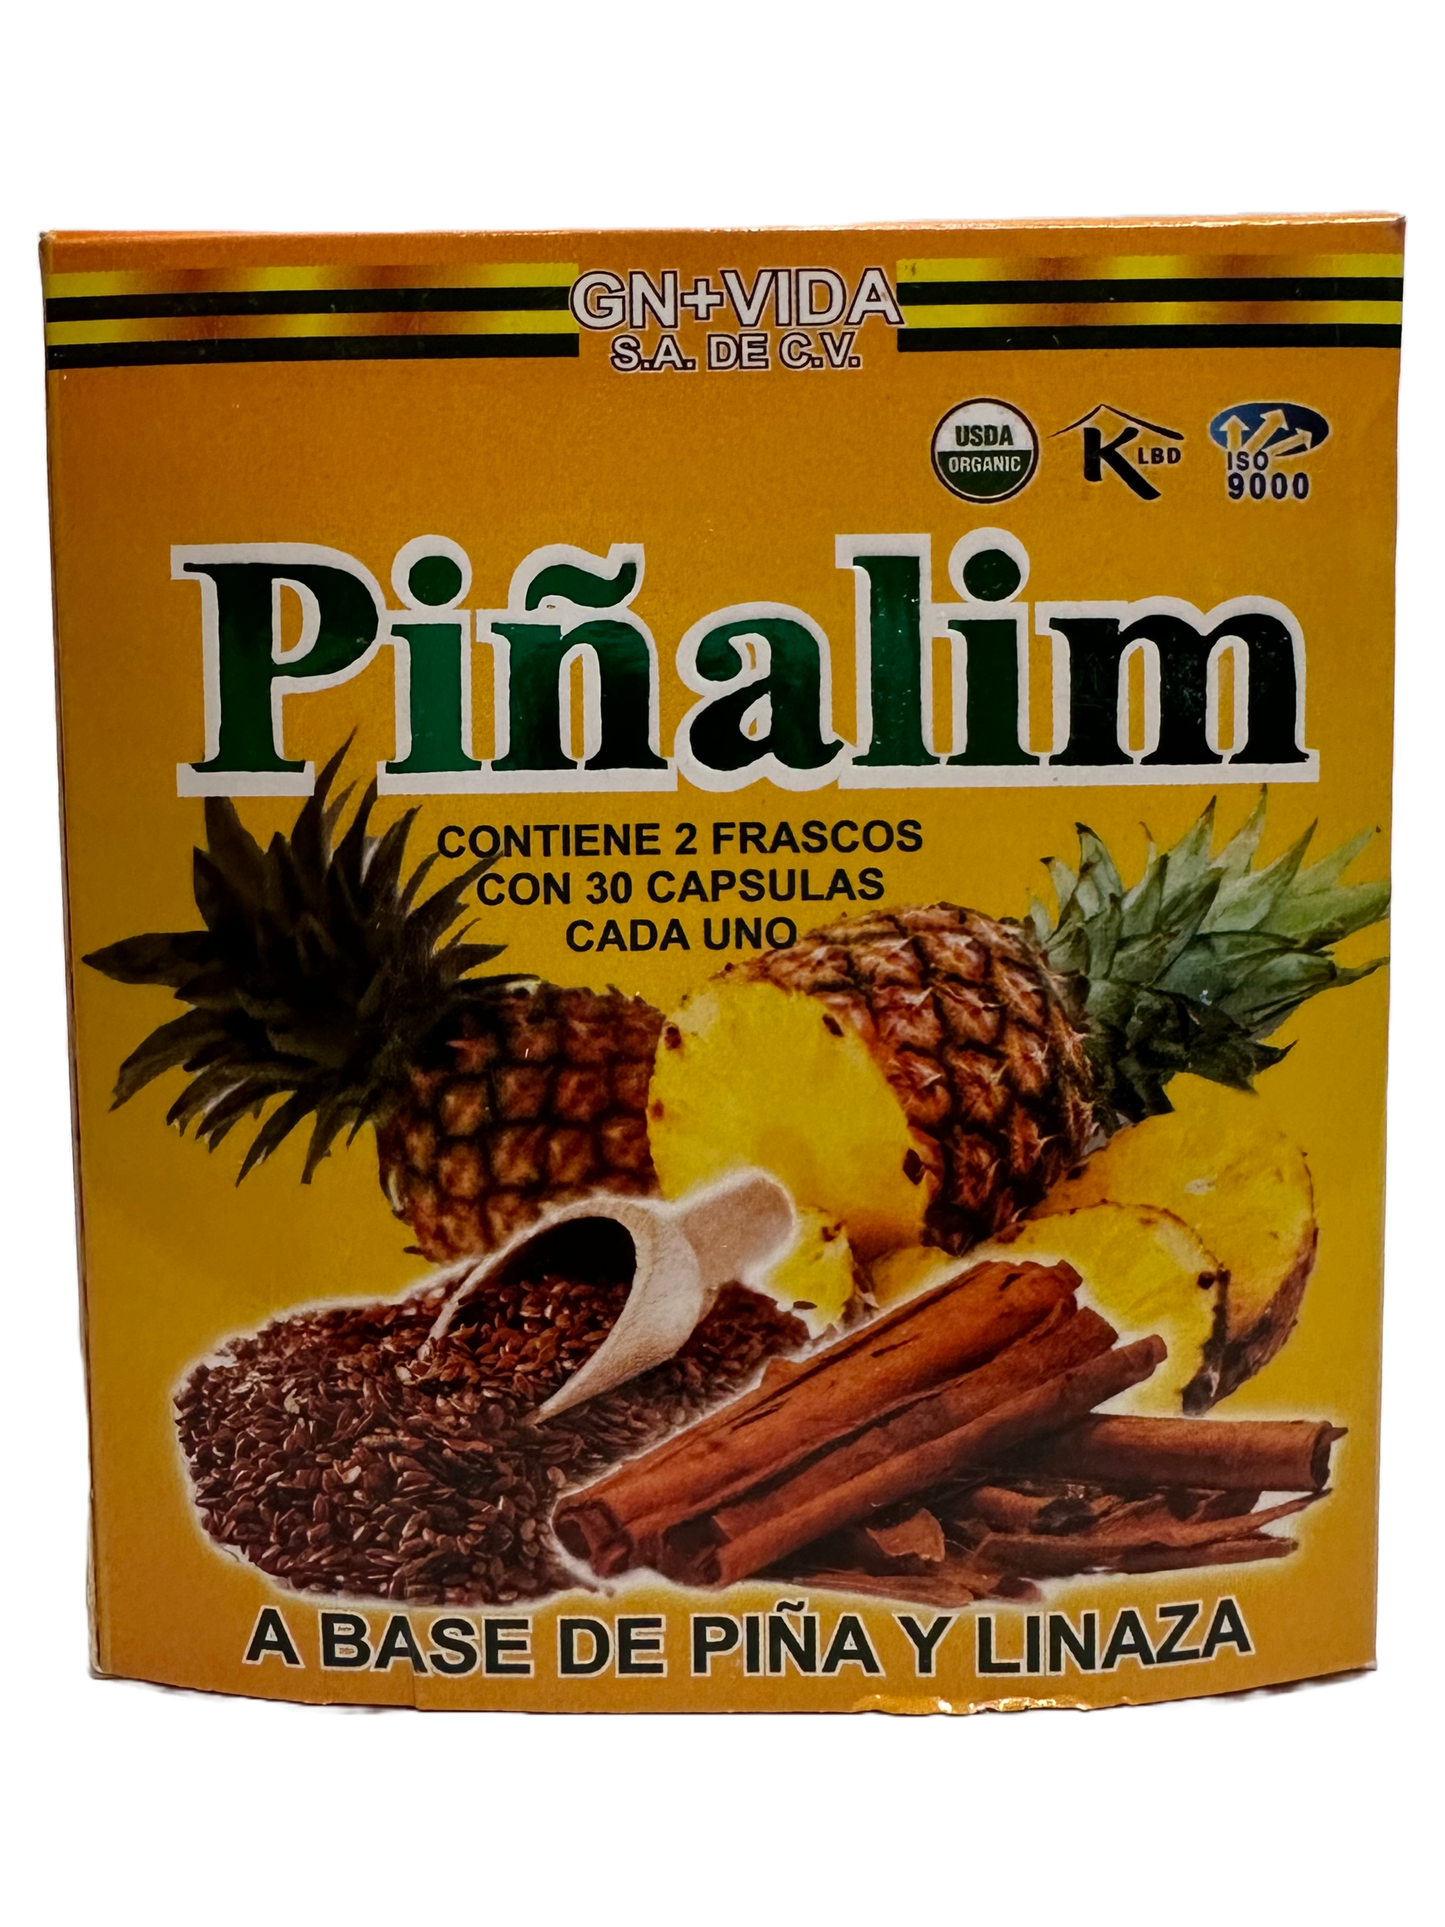 GN+VIDA
S.A. DE C.V.
USDA
ORGANIC
K LBD
ISO
9000
Piñalim
CONTIENE 2 FRASCOS
CON 30 CAPSULAS
CADA UNO
A BASE DE PIÑA Y LINAZA